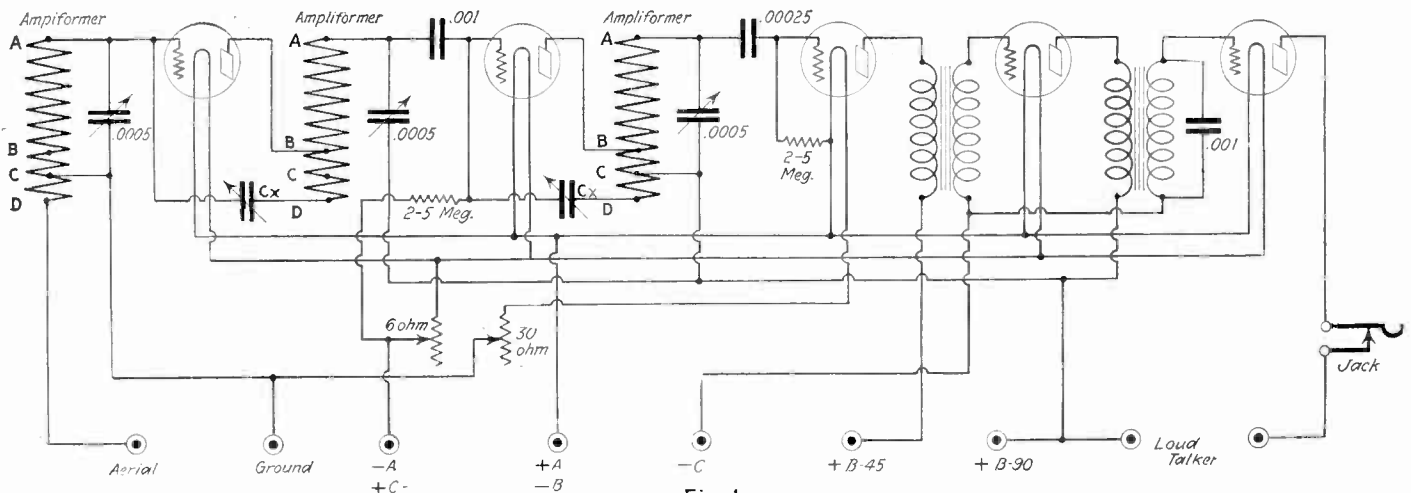 Ampiformer
Ampliformer
.001
Ampliformer
.00025
A
A
A
.0005
.0005
.0005
.001
B
B
B
C
C
C
2-5
Meg.
Cx
Cx
D
D
D
2-5 Meg.
6 ohm
30
ohm
Jack
Aerial
Ground
—A
+C-
+A
—B
—C
+B-45
+B-90
Loud
Talker